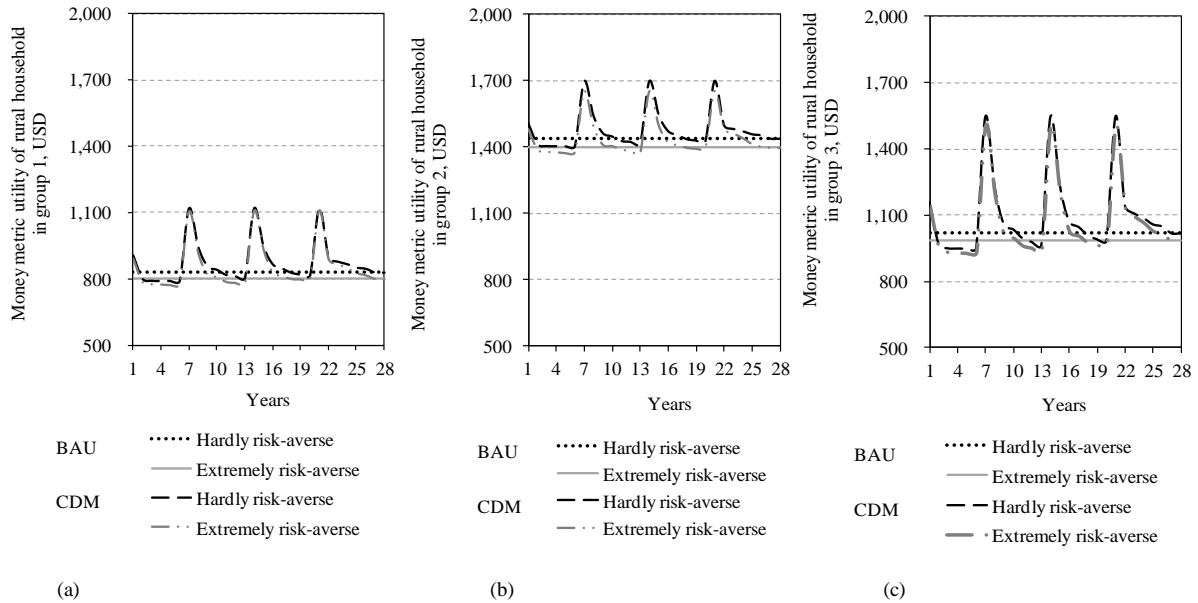 Money metric utility of rural household
in group 1, USD
2,000
1,700
1,400
1,100
800
500
1 4 7 10 13 16 19 22 25 28
Years
BAU
Hardly risk-averse
Extremely risk-averse
CDM
Hardly risk-averse
Extremely risk-averse
(a)
Money metric utility of rural household
in group 2, USD
2,000
1,700
1,400
1,100
800
500
1 4 7 10 13 16 19 22 25 28
Years
BAU
Hardly risk-averse
Extremely risk-averse
CDM
Hardly risk-averse
Extremely risk-averse
(b)
Money metric utility of rural household
in group 3, USD
2,000
1,700
1,400
1,100
800
500
1 4 7 10 13 16 19 22 25 28
Years
BAU
Hardly risk-averse
Extremely risk-averse
CDM
Hardly risk-averse
Extremely risk-averse
(c)